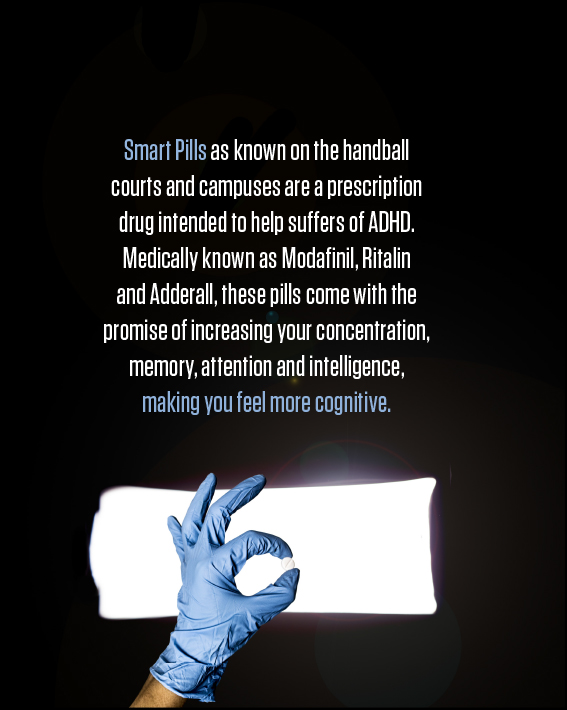 Smart Pills as known on the handball
courts and campuses are a prescription
drug intended to help suffers of ADHD.
Medically known as Modafinil, Ritalin
and Adderall, these pills come with the
promise of increasing your concentration,
memory, attention and intelligence,
making you feel more cognitive.